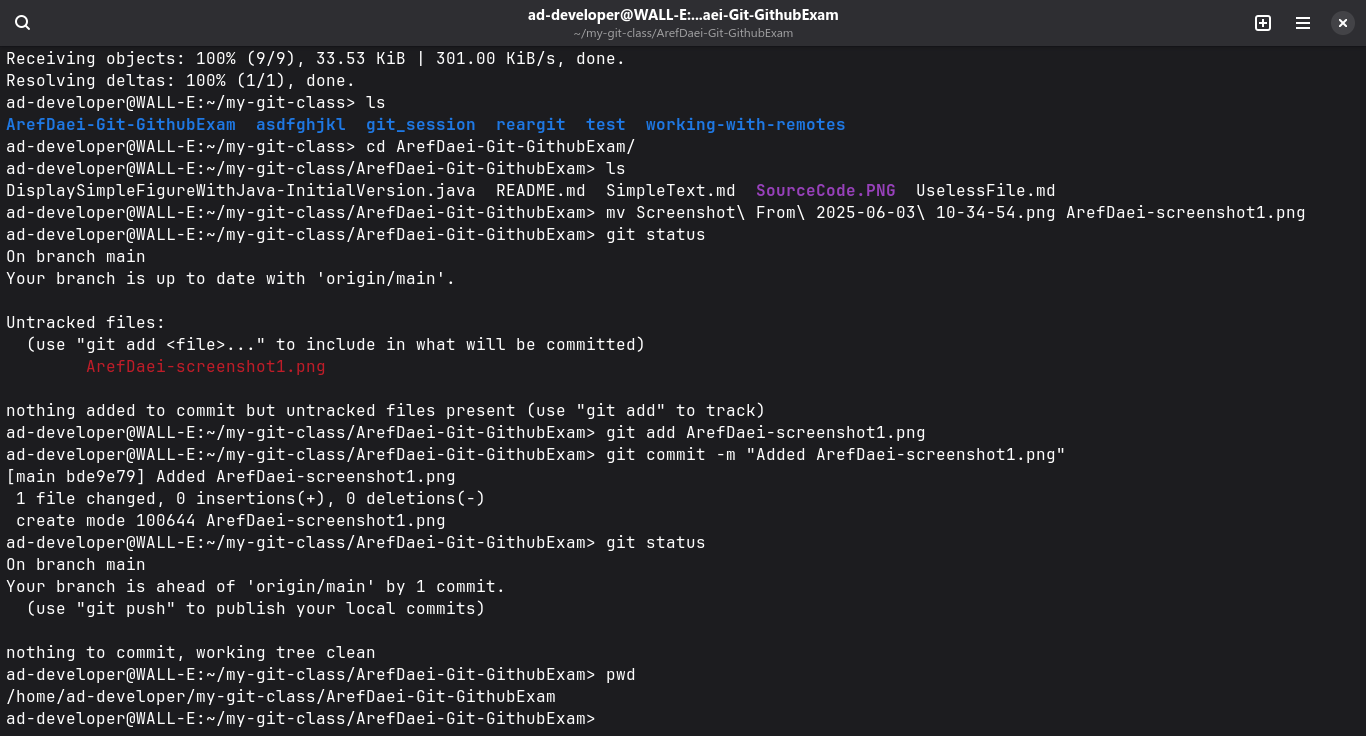 ad-developer@WALL-E:...aei-Git-GithubExam
~/my-git-class/ArefDaei-Git-GithubExam
Receiving objects: 100% (9/9), 33.53 KiB | 301.00 KiB/s, done.
Resolving deltas: 100% (1/1), done.
ad-developer@WALL-E:~/my-git-class> ls
ArefDaei-Git-GithubExam  asdfghjkl  git_session  reargit  test  working-with-remotes
ad-developer@WALL-E:~/my-git-class> cd ArefDaei-Git-GithubExam/
ad-developer@WALL-E:~/my-git-class/ArefDaei-Git-GithubExam> ls
DisplaySimpleFigureWithJava-InitialVersion.java  README.md  SimpleText.md  SourceCode.PNG  UselessFile.md
ad-developer@WALL-E:~/my-git-class/ArefDaei-Git-GithubExam> mv Screenshot\ From\ 2025-06-03\ 10-34-54.png ArefDaei-screenshot1.png
ad-developer@WALL-E:~/my-git-class/ArefDaei-Git-GithubExam> git status
On branch main
Your branch is up to date with 'origin/main'.

Untracked files:
  (use "git add <file>..." to include in what will be committed)
        ArefDaei-screenshot1.png

nothing added to commit but untracked files present (use "git add" to track)
ad-developer@WALL-E:~/my-git-class/ArefDaei-Git-GithubExam> git add ArefDaei-screenshot1.png
ad-developer@WALL-E:~/my-git-class/ArefDaei-Git-GithubExam> git commit -m "Added ArefDaei-screenshot1.png"
[main bde9e79] Added ArefDaei-screenshot1.png
 1 file changed, 0 insertions(+), 0 deletions(-)
 create mode 100644 ArefDaei-screenshot1.png
ad-developer@WALL-E:~/my-git-class/ArefDaei-Git-GithubExam> git status
On branch main
Your branch is ahead of 'origin/main' by 1 commit.
  (use "git push" to publish your local commits)

nothing to commit, working tree clean
ad-developer@WALL-E:~/my-git-class/ArefDaei-Git-GithubExam> pwd
/home/ad-developer/my-git-class/ArefDaei-Git-GithubExam
ad-developer@WALL-E:~/my-git-class/ArefDaei-Git-GithubExam>